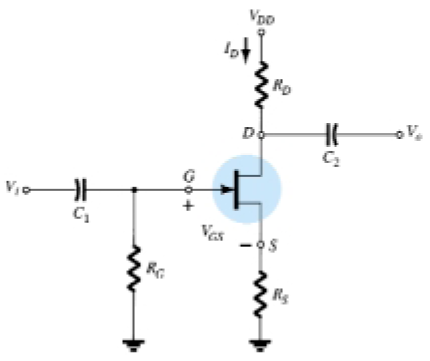 V_DD
I_D
R_D
D
V_o
C_2
V_i
G
C_1
+
V_GS
− S
R_G
R_S